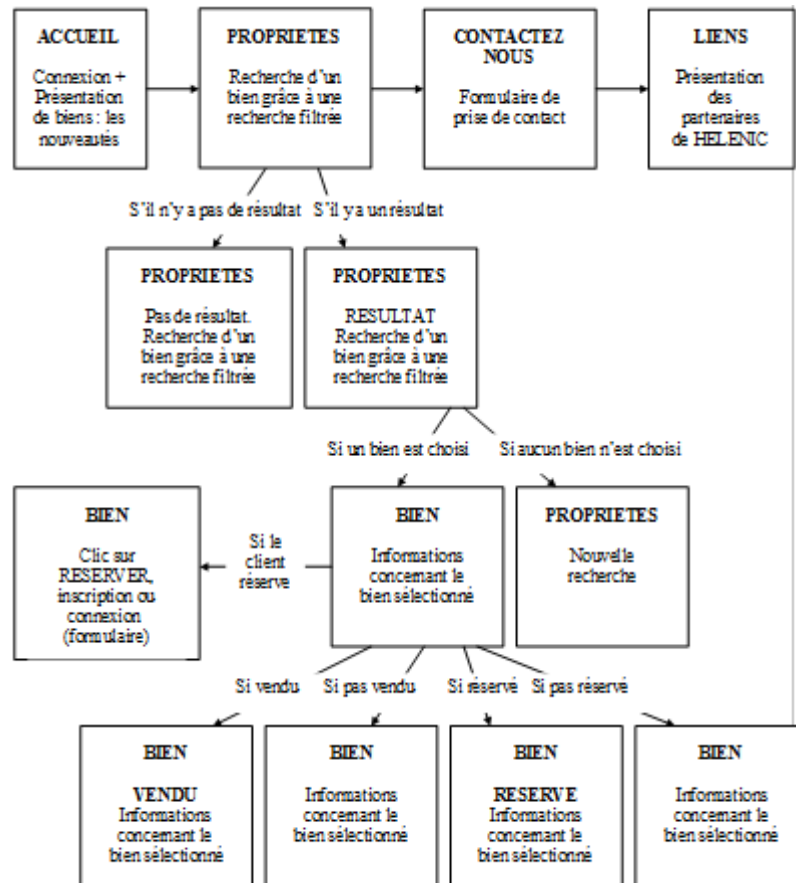 ACCUEIL
Connexion +
Présentation
de biens : les
nouveautés
PROPRIETES
Recherche d'un
bien grâce à une
recherche filtrée
CONTACTEZ
NOUS
Formulaire de
prise de contact
LIENS
Présentation
des
partenaires
de HELENIC
S'il n'y a pas de résultat
S'il y a un résultat
PROPRIETES
Pas de résultat.
Recherche d'un
bien grâce à une
recherche filtrée
PROPRIETES
RESULTAT
Recherche d'un
bien grâce à une
recherche filtrée
Si un bien est choisi
Si aucun bien n'est choisi
BIEN
Clic sur
RESERVER,
inscription ou
connexion
(formulaire)
Si le
client
réserve
BIEN
Informations
concernant le
bien sélectionné
PROPRIETES
Nouvelle
recherche
Si vendu
Si pas vendu
Si réservé
Si pas réservé
BIEN
VENDU
Informations
concernant le
bien sélectionné
BIEN
Informations
concernant le
bien sélectionné
BIEN
RESERVE
Informations
concernant le
bien sélectionné
BIEN
Informations
concernant le
bien sélectionné